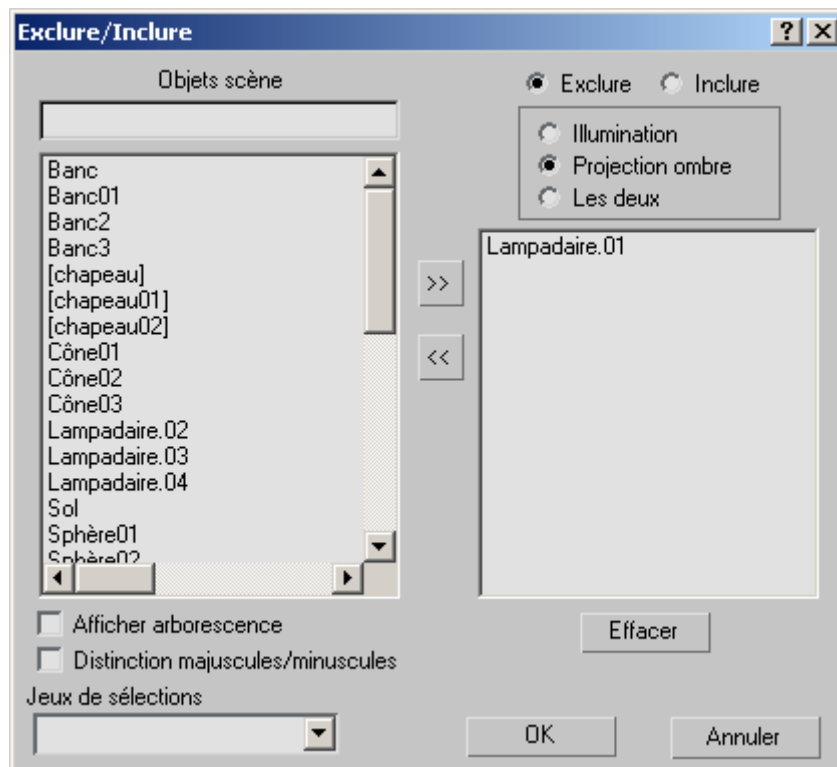 Exclure/Inclure
Objets scène
Exclure Inclure
Illumination
Projection ombre
Les deux
Banc
Banc01
Banc2
Banc3
[chapeau]
[chapeau01]
[chapeau02]
Cône01
Cône02
Cône03
Lampadaire.02
Lampadaire.03
Lampadaire.04
Sol
Sphère01
Sphère02
>>
<<
Lampadaire.01
Afficher arborescence
Distinction majuscules/minuscules
Jeux de sélections
Effacer
OK
Annuler